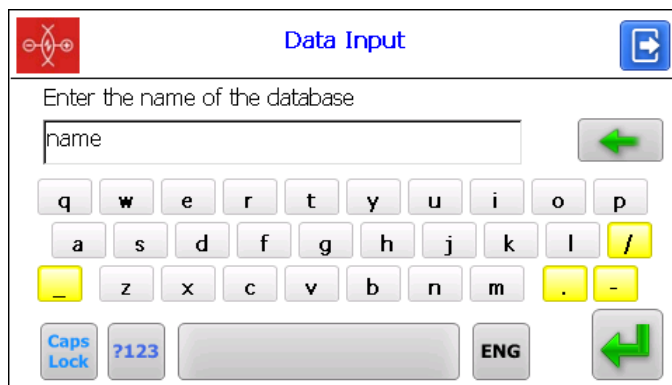 Data Input
Enter the name of the database
name
q w e r t y u i o p
a s d f g h j k l /
_ z x c v b n m . -
Caps Lock ?123 ENG